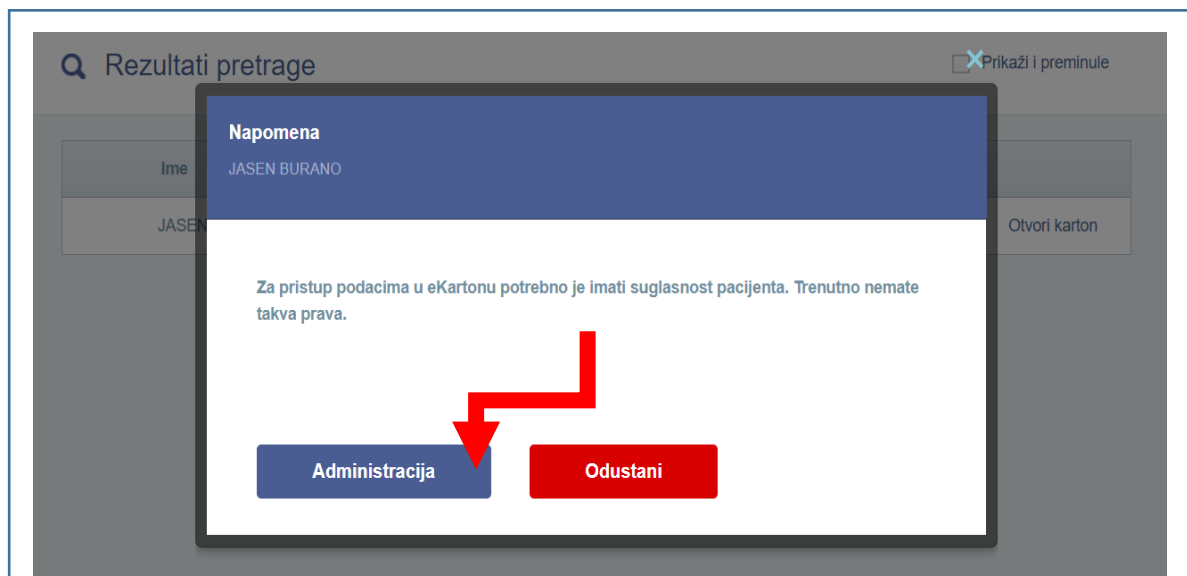 Rezultati pretrage
Prikaži i preminule
Napomena
JASEN BURANO
Ime
JASEN
Otvori karton
Za pristup podacima u eKartonu potrebno je imati suglasnost pacijenta. Trenutno nemate
takva prava.
Administracija
Odustani